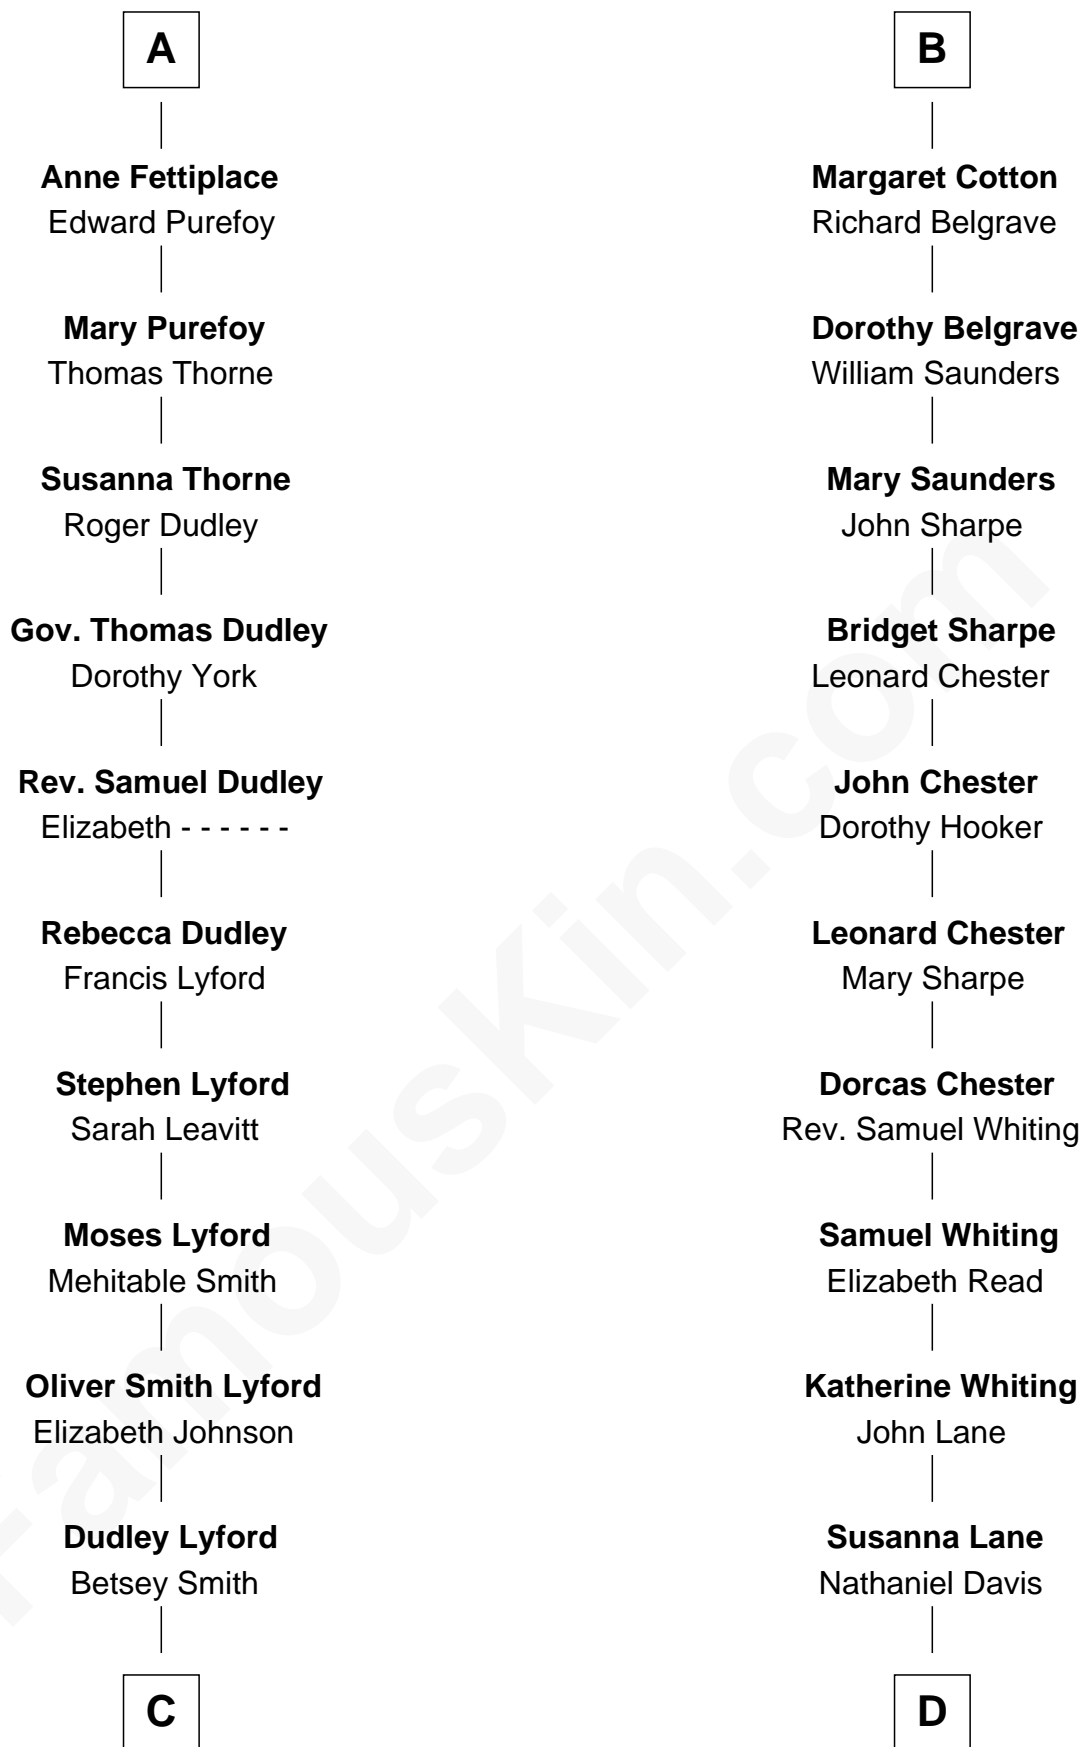 A
Anne Fettiplace
Edward Purefoy
Mary Purefoy
Thomas Thorne
Susanna Thorne
Roger Dudley
Gov. Thomas Dudley
Dorothy York
Rev. Samuel Dudley
Elizabeth - - - - - -
Rebecca Dudley
Francis Lyford
Stephen Lyford
Sarah Leavitt
Moses Lyford
Mehitable Smith
Oliver Smith Lyford
Elizabeth Johnson
Dudley Lyford
Betsey Smith
C
B
Margaret Cotton
Richard Belgrave
Dorothy Belgrave
William Saunders
Mary Saunders
John Sharpe
Bridget Sharpe
Leonard Chester
John Chester
Dorothy Hooker
Leonard Chester
Mary Sharpe
Dorcas Chester
Rev. Samuel Whiting
Samuel Whiting
Elizabeth Read
Katherine Whiting
John Lane
Susanna Lane
Nathaniel Davis
D
FamousKin.com